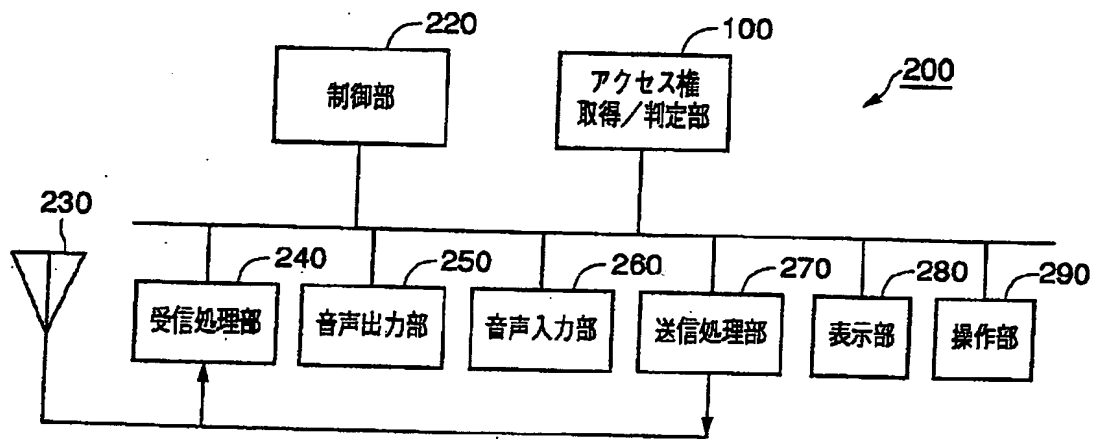 220
100
200
制御部
アクセス権
取得／判定部
230
240
250
260
270
280
290
受信処理部
音声出力部
音声入力部
送信処理部
表示部
操作部